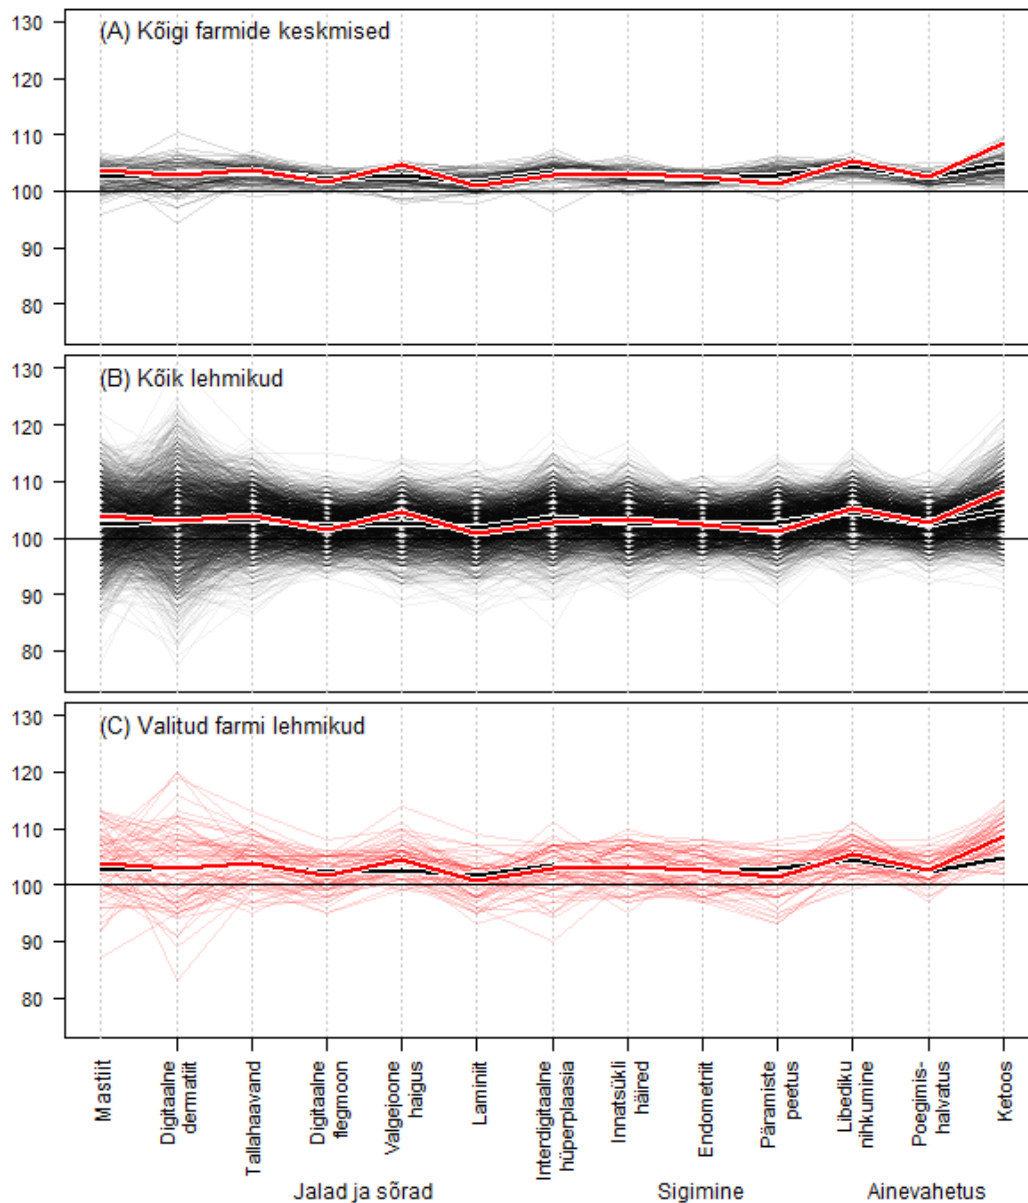 (A) Kõigi farmide keskmised
130
120
110
100
90
80
(B) Kõik lehmikud
130
120
110
100
90
80
(C) Valitud farmi lehmikud
130
120
110
100
90
80
Mastiit
Digitaalne
dermatiit
Tallahaavand
Digitaalne
flegmoon
Valgejoone
haigus
Laminiit
Interdigitaalne
hüperplaasia
Innatsükli
häired
Endometriit
Päramiste
peetus
Libediku
nihkumine
Poegimis-
halvatus
Ketoos
Jalad ja sõrad
Sigimine
Ainevahetus